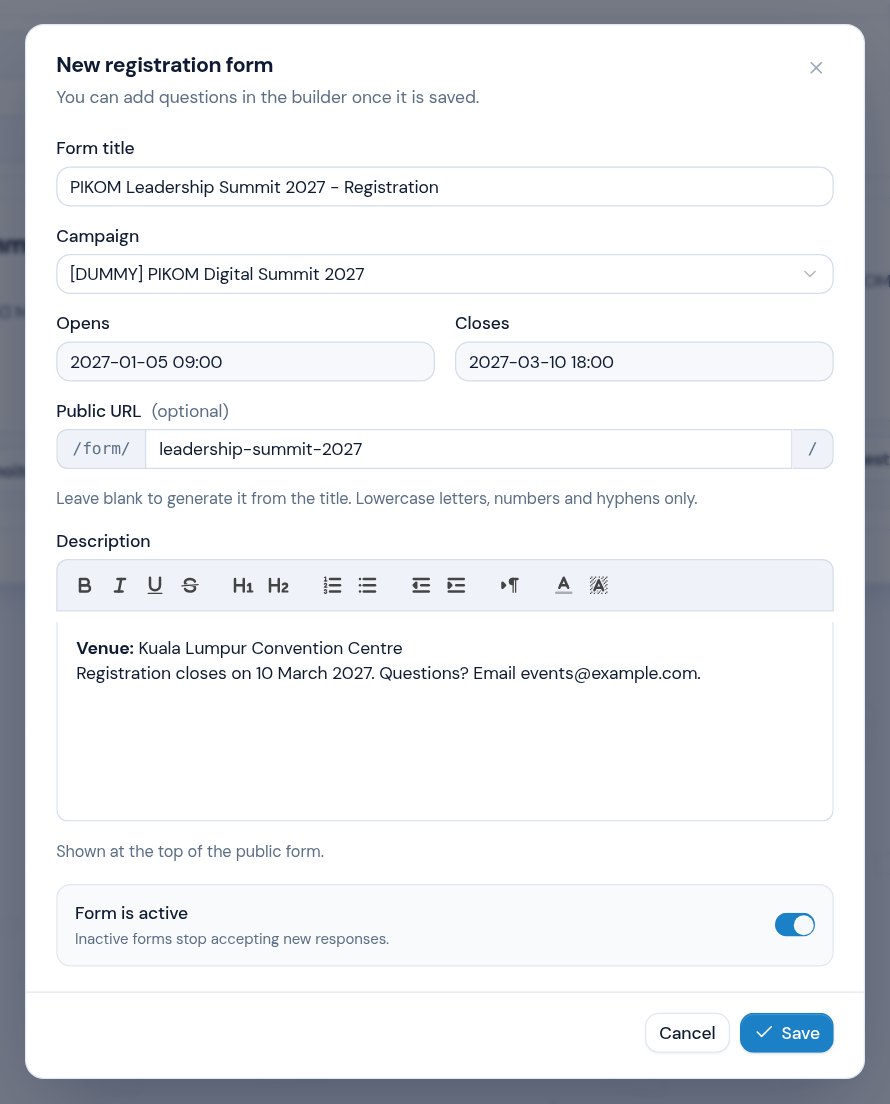 New registration form
You can add questions in the builder once it is saved.
Form title
PIKOM Leadership Summit 2027 - Registration
Campaign
[DUMMY] PIKOM Digital Summit 2027
Opens
Closes
2027-01-05 09:00
2027-03-10 18:00
Public URL (optional)
/form/ leadership-summit-2027 /
Leave blank to generate it from the title. Lowercase letters, numbers and hyphens only.
Description
B I U S H1 H2 A A
Venue: Kuala Lumpur Convention Centre
Registration closes on 10 March 2027. Questions? Email events@example.com.
Shown at the top of the public form.
Form is active
Inactive forms stop accepting new responses.
Cancel
Save